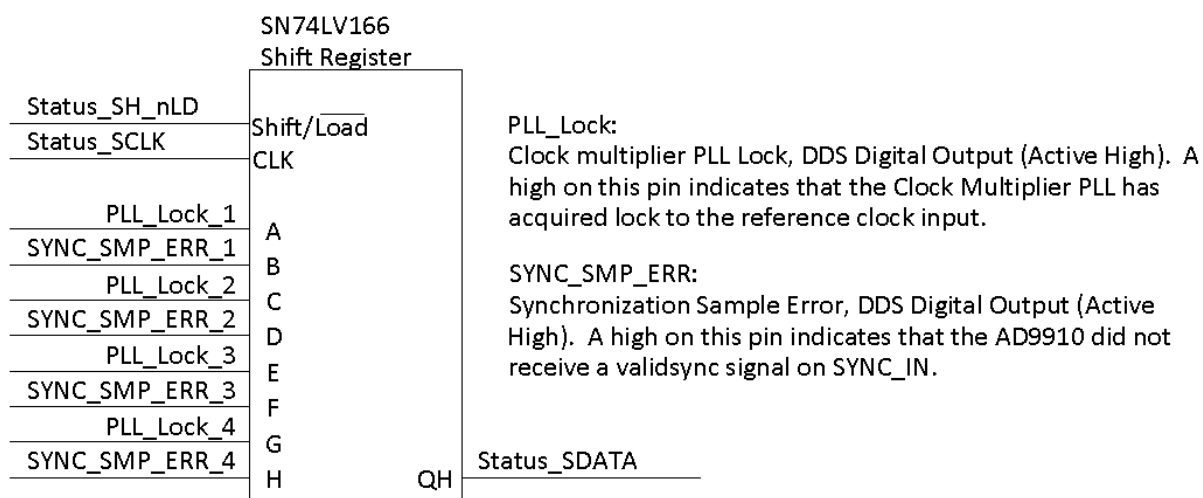 SN74LV166
Shift Register
Status_SH_nLD
Shift/Load
Status_SCLK
CLK
PLL_Lock_1
A
SYNC_SMP_ERR_1
B
PLL_Lock_2
C
SYNC_SMP_ERR_2
D
PLL_Lock_3
E
SYNC_SMP_ERR_3
F
PLL_Lock_4
G
SYNC_SMP_ERR_4
H
QH
Status_SDATA
PLL_Lock:
Clock multiplier PLL Lock, DDS Digital Output (Active High). A
high on this pin indicates that the Clock Multiplier PLL has
acquired lock to the reference clock input.
SYNC_SMP_ERR:
Synchronization Sample Error, DDS Digital Output (Active
High). A high on this pin indicates that the AD9910 did not
receive a validsync signal on SYNC_IN.